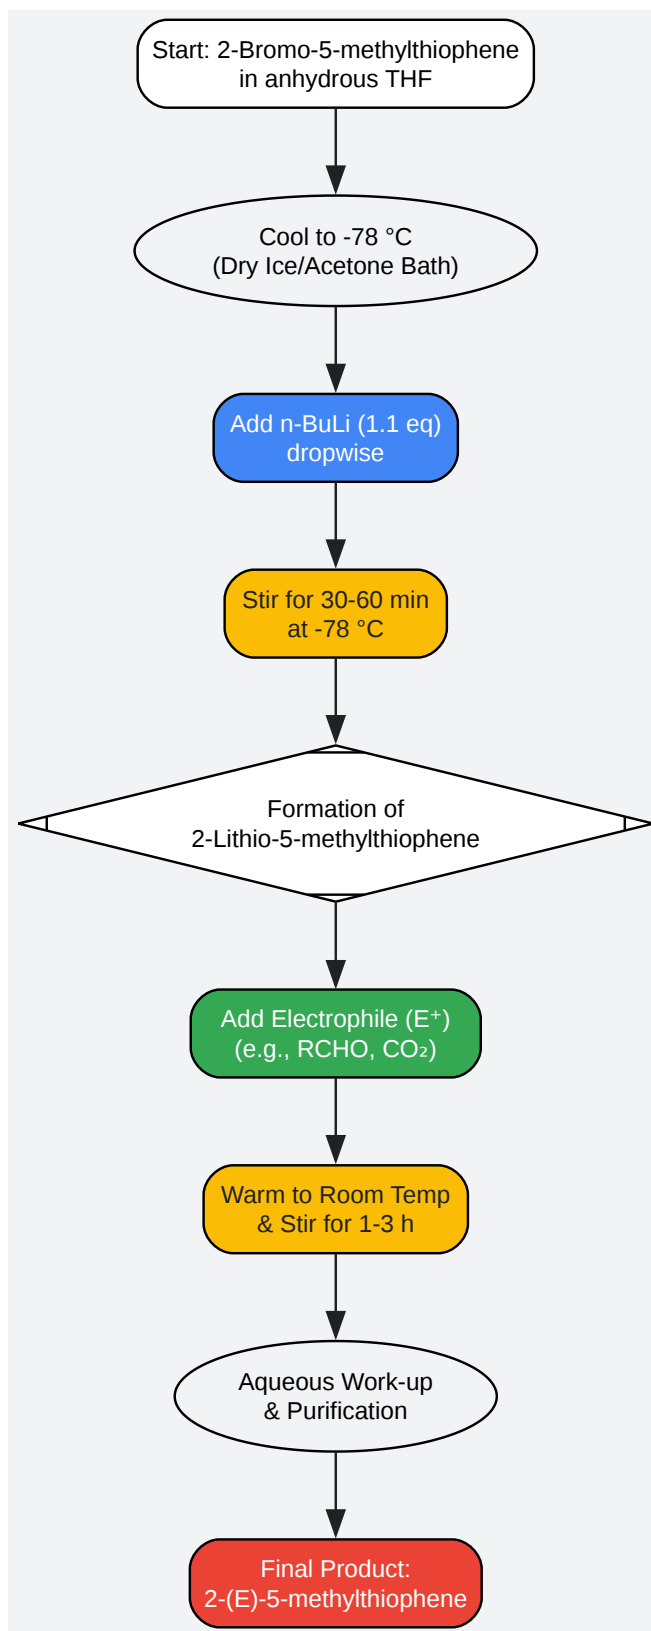 Start: 2-Bromo-5-methylthiophene
in anhydrous THF
Cool to -78 °C
(Dry Ice/Acetone Bath)
Add n-BuLi (1.1 eq)
dropwise
Stir for 30-60 min
at -78 °C
Formation of
2-Lithio-5-methylthiophene
Add Electrophile (E⁺)
(e.g., RCHO, CO₂)
Warm to Room Temp
& Stir for 1-3 h
Aqueous Work-up
& Purification
Final Product:
2-(E)-5-methylthiophene